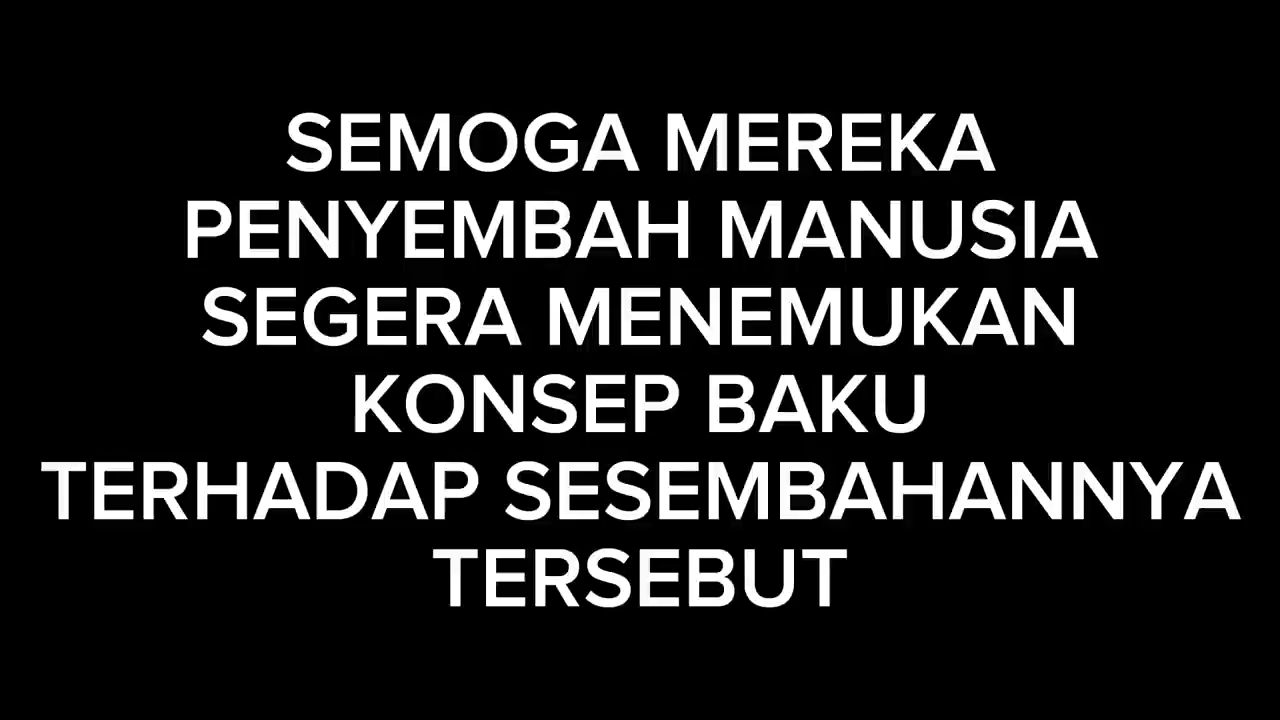 SEMOGA MEREKA
PENYEMBAH MANUSIA
SEGERA MENEMUKAN
KONSEP BAKU
TERHADAP SESEMBAHANNYA
TERSEBUT